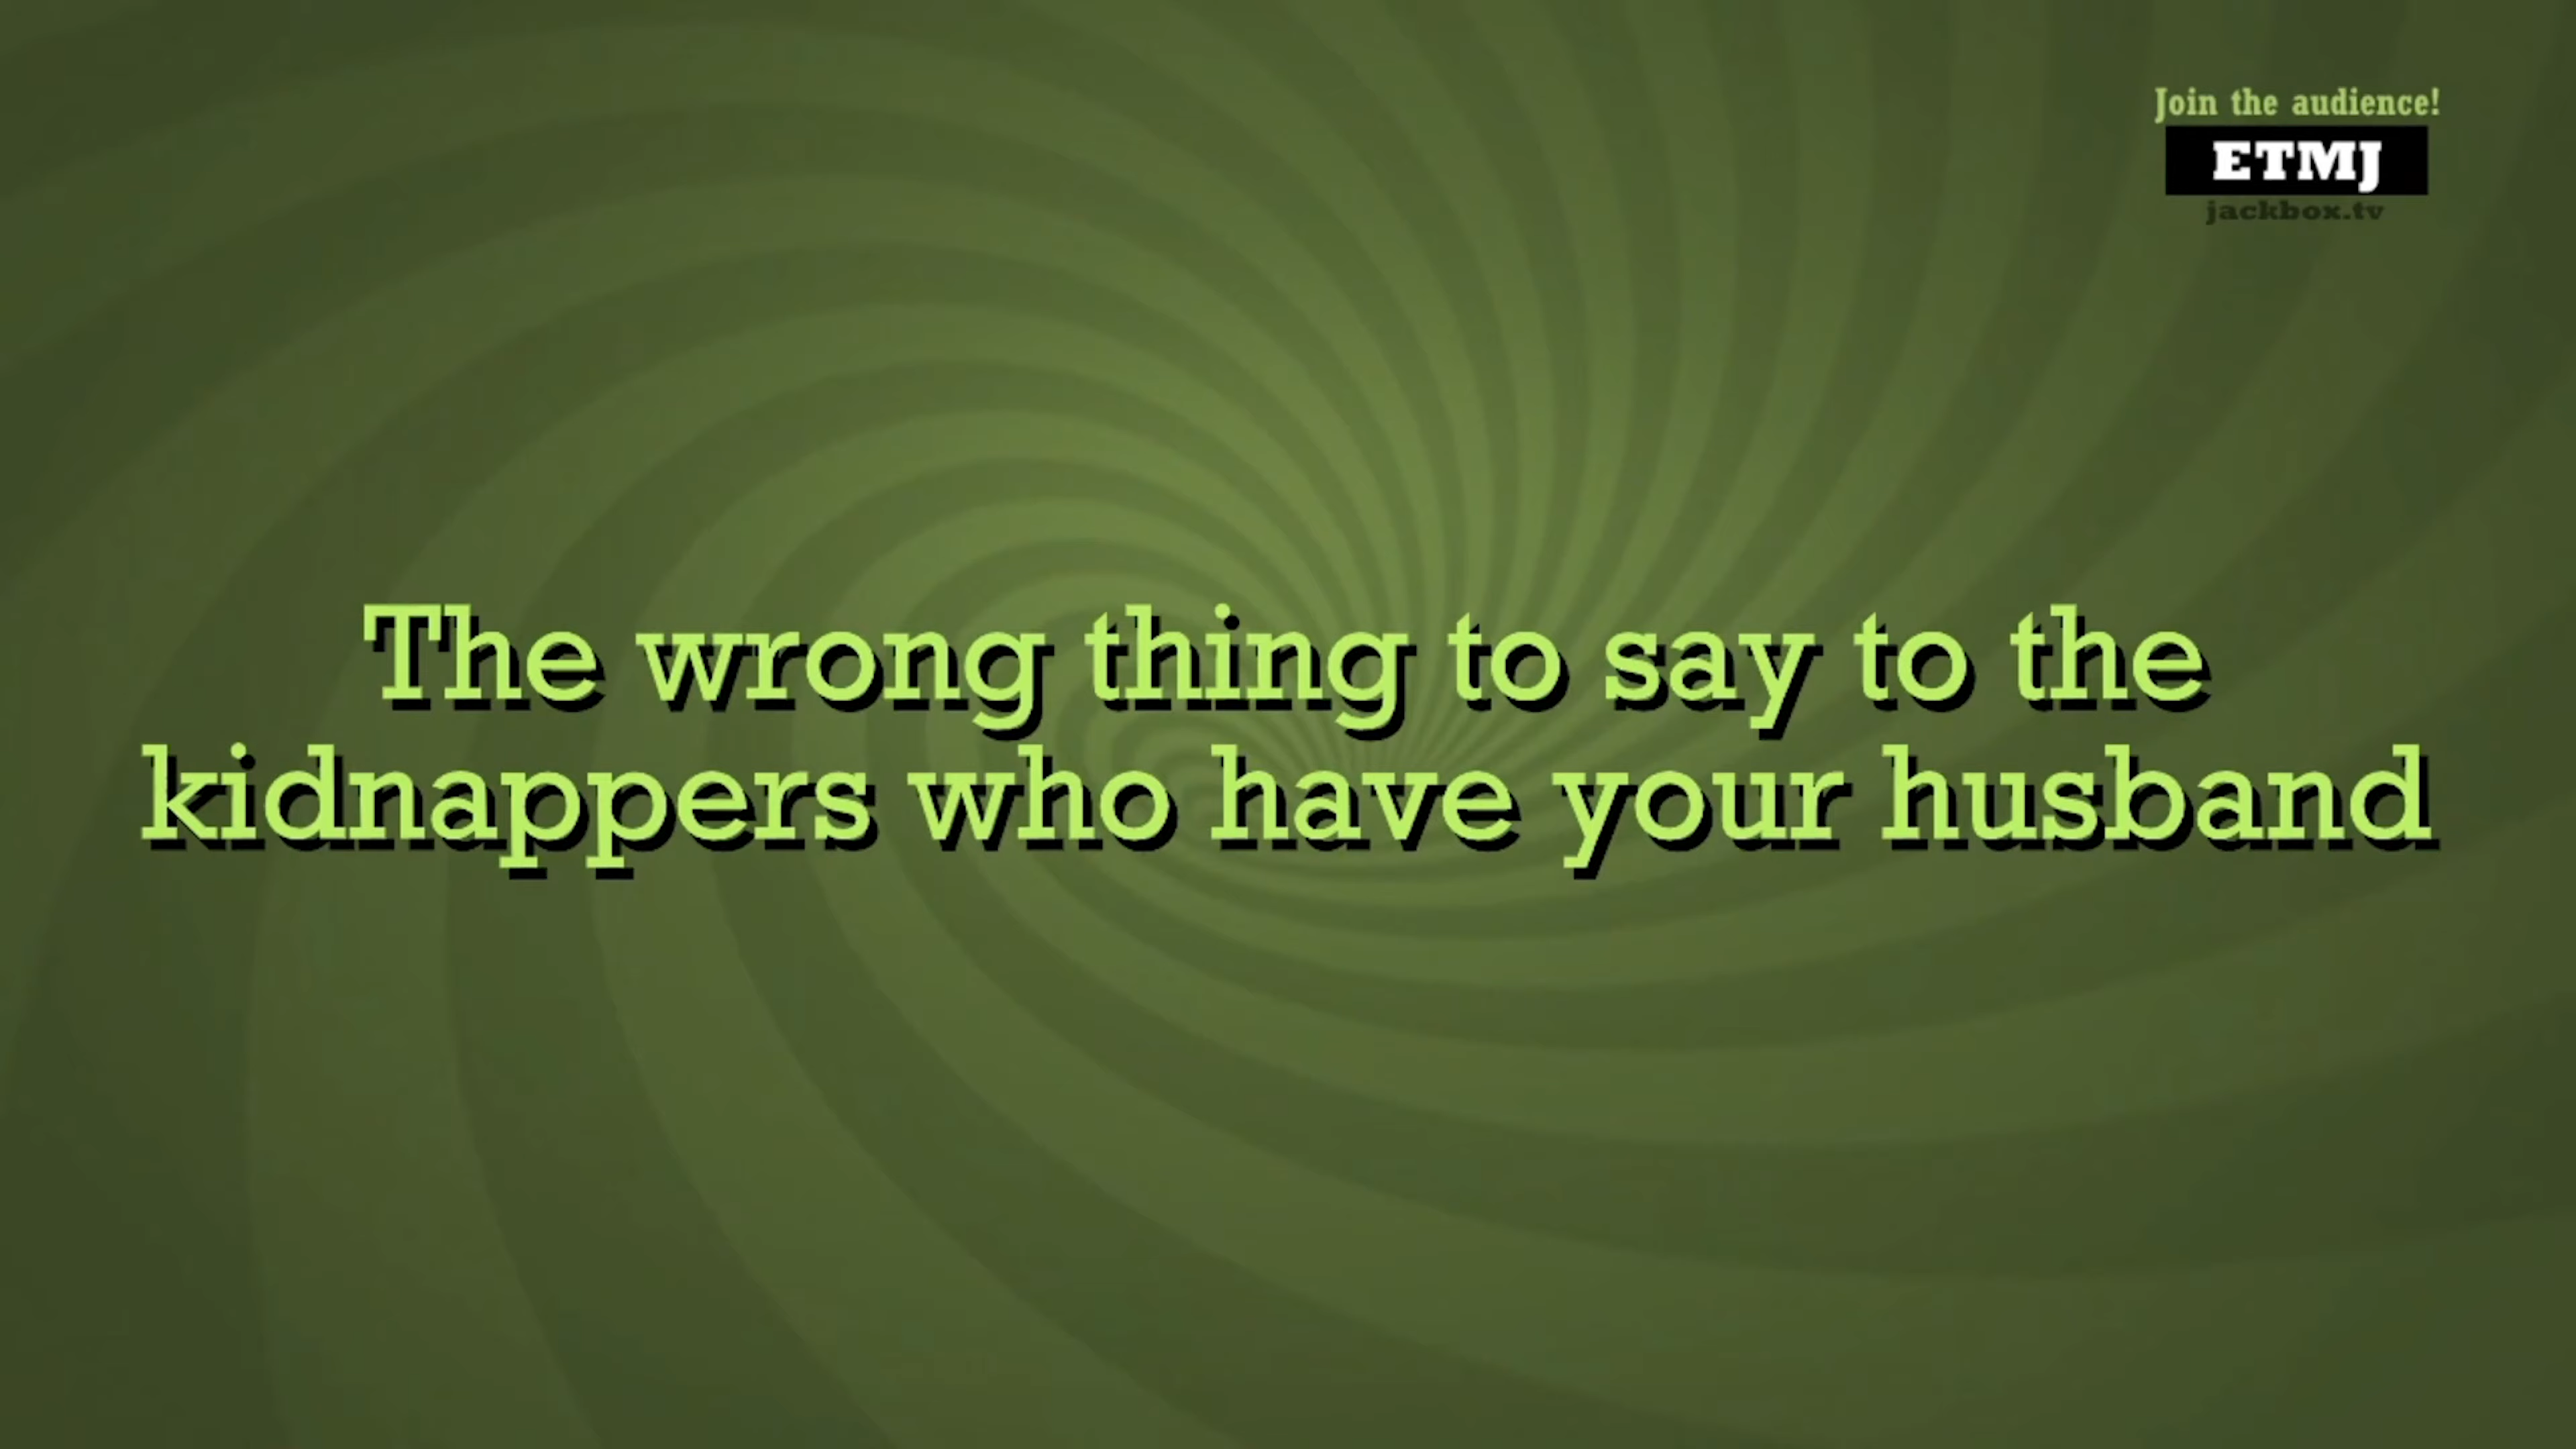 Join the audience!
ETMJ
jackbox.tv
The wrong thing to say to the
kidnappers who have your husband